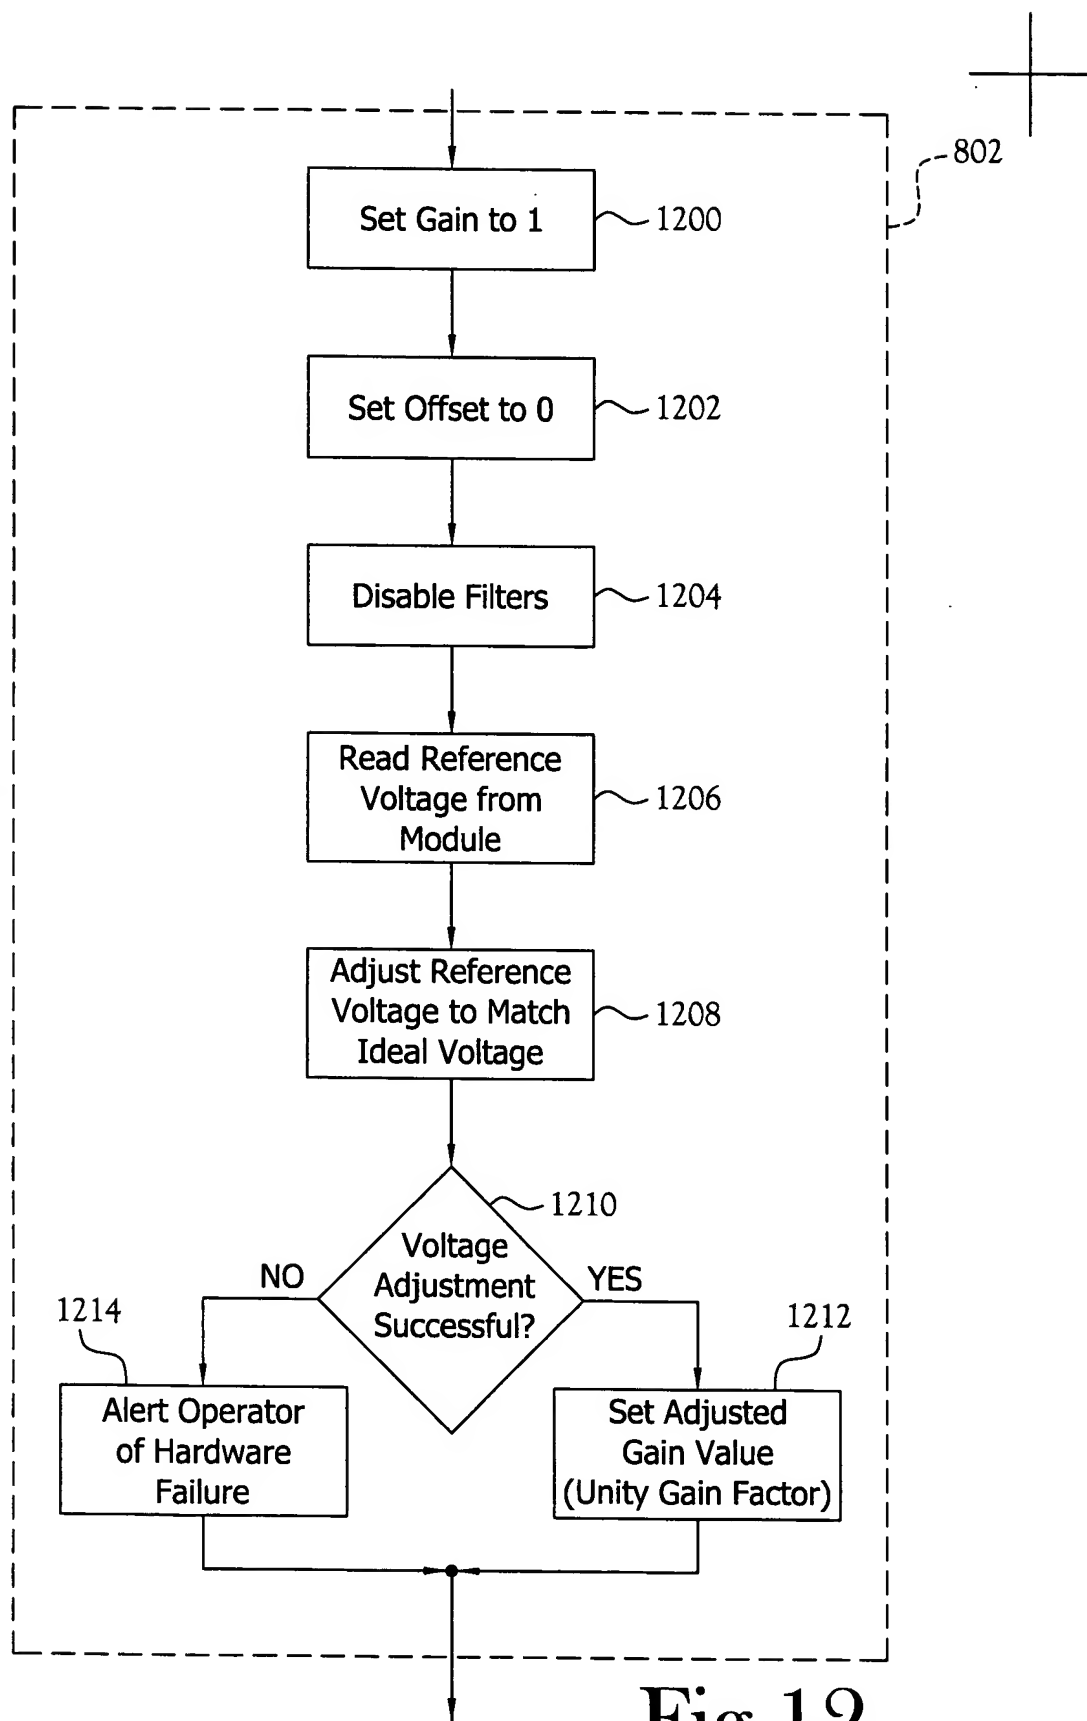 802
Set Gain to 1
1200
Set Offset to 0
1202
Disable Filters
1204
Read Reference
Voltage from
Module
1206
Adjust Reference
Voltage to Match
Ideal Voltage
1208
1210
Voltage
Adjustment
Successful?
NO
YES
1214
1212
Alert Operator
of Hardware
Failure
Set Adjusted
Gain Value
(Unity Gain Factor)
Fig.12